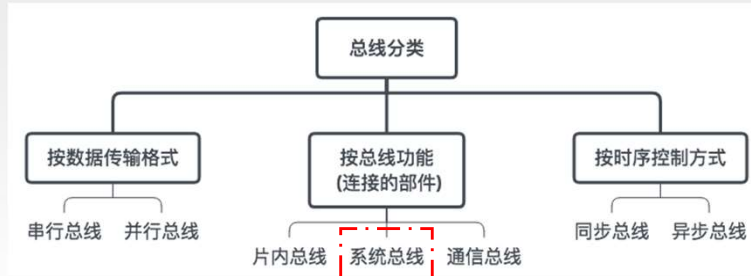 总线分类
按数据传输格式
按总线功能
(连接的部件)
按时序控制方式
串行总线
并行总线
片内总线
系统总线
通信总线
同步总线
异步总线